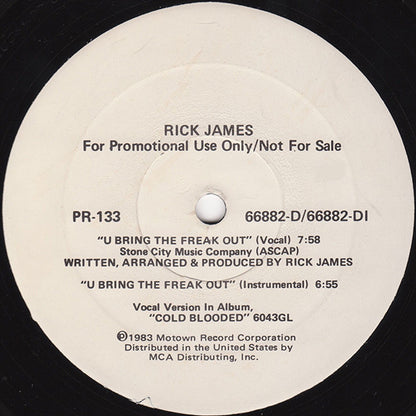 RICK JAMES
For Promotional Use Only/Not For Sale
PR-133 66882-D/66882-DI
"U BRING THE FREAK OUT" (Vocal) 7:58
Stone City Music Company (ASCAP)
WRITTEN, ARRANGED & PRODUCED BY RICK JAMES
"U BRING THE FREAK OUT" (Instrumental) 6:55
Vocal Version In Album,
"COLD BLOODED" 6043GL
℗1983 Motown Record Corporation
Distributed in the United States by
MCA Distributing, Inc.